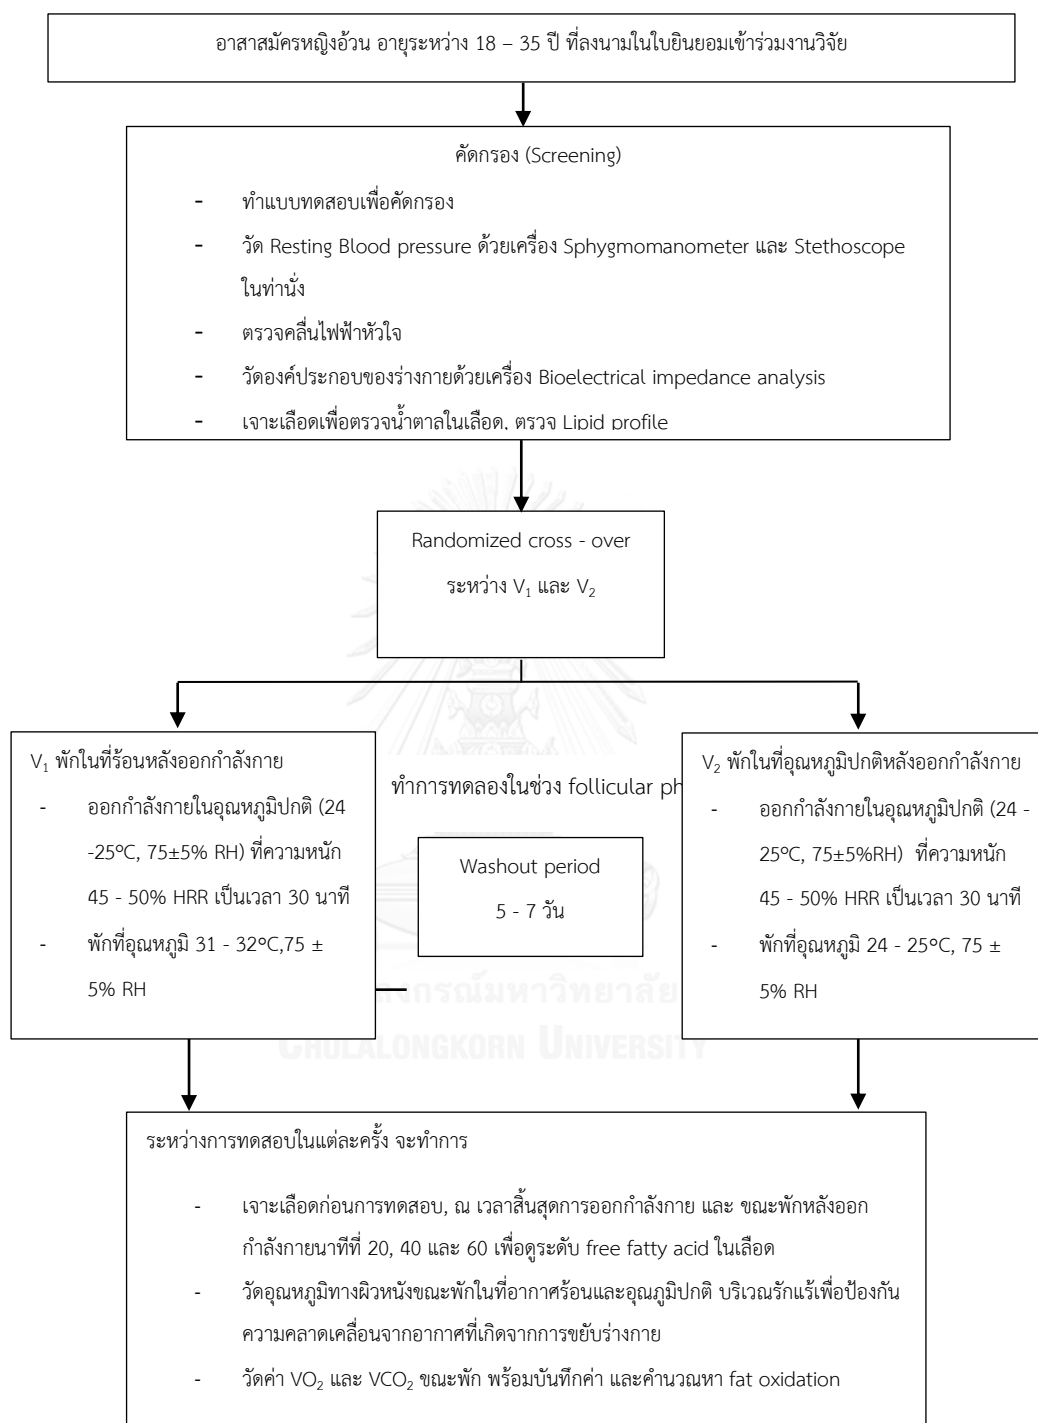 อาสาสมัครหญิงอ้วน อายุระหว่าง 18 – 35 ปี ที่ลงนามในใบยินยอมเข้าร่วมงานวิจัย
คัดกรอง (Screening)
- ทำแบบทดสอบเพื่อคัดกรอง
- วัด Resting Blood pressure ด้วยเครื่อง Sphygmomanometer และ Stethoscope
ในท่านั่ง
- ตรวจคลื่นไฟฟ้าหัวใจ
- วัดองค์ประกอบของร่างกายด้วยเครื่อง Bioelectrical impedance analysis
- เจาะเลือดเพื่อตรวจน้ำตาลในเลือด, ตรวจ Lipid profile
Randomized cross - over
ระหว่าง V₁ และ V₂
V₁ พักในที่ร้อนหลังออกกำลังกาย
- ออกกำลังกายในอุณหภูมิปกติ (24
-25°C, 75±5% RH) ที่ความหนัก
45 - 50% HRR เป็นเวลา 30 นาที
- พักที่อุณหภูมิ 31 - 32°C,75 ±
5% RH
ทำการทดลองในช่วง follicular ph
Washout period
5 - 7 วัน
V₂ พักในที่อุณหภูมิปกติหลังออกกำลังกาย
- ออกกำลังกายในอุณหภูมิปกติ (24 -
25°C, 75±5%RH) ที่ความหนัก
45 - 50% HRR เป็นเวลา 30 นาที
- พักที่อุณหภูมิ 24 - 25°C, 75 ±
5% RH
ลงกรณ์มหาวิทยาลัย
CHULALONGKORN UNIVERSITY
ระหว่างการทดสอบในแต่ละครั้ง จะทำการ
- เจาะเลือดก่อนการทดสอบ, ณ เวลาสิ้นสุดการออกกำลังกาย และ ขณะพักหลังออก
กำลังกายนาทีที่ 20, 40 และ 60 เพื่อดูระดับ free fatty acid ในเลือด
- วัดอุณหภูมิทางผิวหนังขณะพักในที่อากาศร้อนและอุณภูมิปกติ บริเวณรักแร้เพื่อป้องกัน
ความคลาดเคลื่อนจากอากาศที่เกิดจากการขยับร่างกาย
- วัดค่า VO₂ และ VCO₂ ขณะพัก พร้อมบันทึกค่า และคำนวณหา fat oxidation